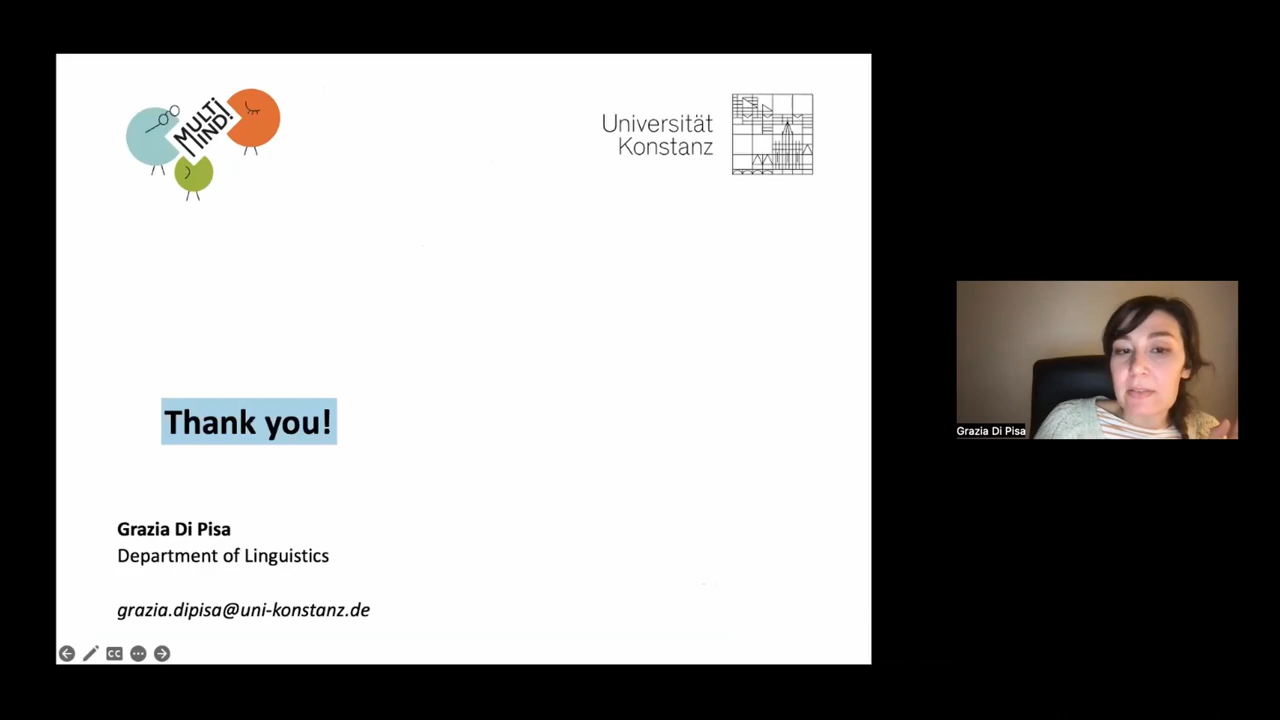 MULTI
MIND!
Universität
Konstanz
Thank you!
Grazia Di Pisa
Department of Linguistics
grazia.dipisa@uni-konstanz.de
CC
Grazia Di Pisa